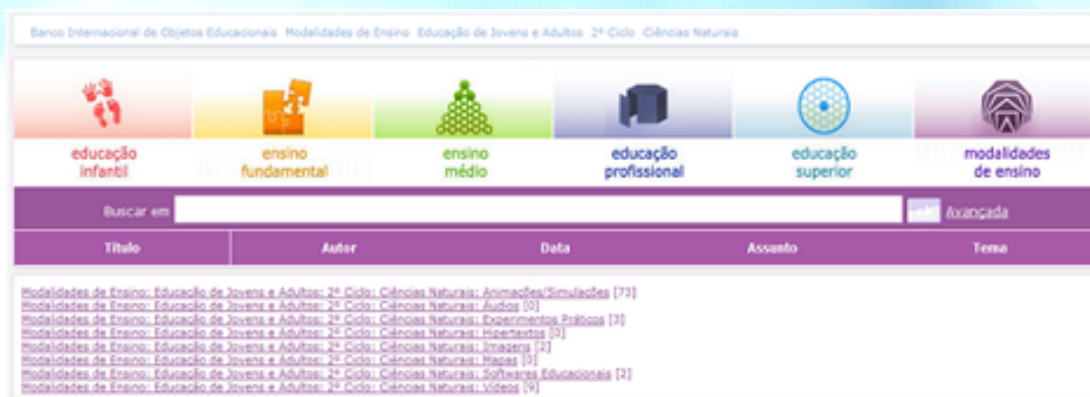 Banco Internacional de Objetos Educacionais Modalidades de Ensino Educação de Jovens e Adultos 2º Ciclo Ciências Naturais
educação infantil
ensino fundamental
ensino médio
educação profissional
educação superior
modalidades de ensino
Buscar em
Avançada
Título Autor Data Assunto Tema
Modalidades de Ensino: Educação de Jovens e Adultos: 2º Ciclo: Ciências Naturais: Animações/Simulações [73]
Modalidades de Ensino: Educação de Jovens e Adultos: 2º Ciclo: Ciências Naturais: Áudios [0]
Modalidades de Ensino: Educação de Jovens e Adultos: 2º Ciclo: Ciências Naturais: Experimentos Práticos [3]
Modalidades de Ensino: Educação de Jovens e Adultos: 2º Ciclo: Ciências Naturais: Hipertextos [0]
Modalidades de Ensino: Educação de Jovens e Adultos: 2º Ciclo: Ciências Naturais: Imagens [2]
Modalidades de Ensino: Educação de Jovens e Adultos: 2º Ciclo: Ciências Naturais: Mapas [0]
Modalidades de Ensino: Educação de Jovens e Adultos: 2º Ciclo: Ciências Naturais: Softwares Educacionais [2]
Modalidades de Ensino: Educação de Jovens e Adultos: 2º Ciclo: Ciências Naturais: Vídeos [9]